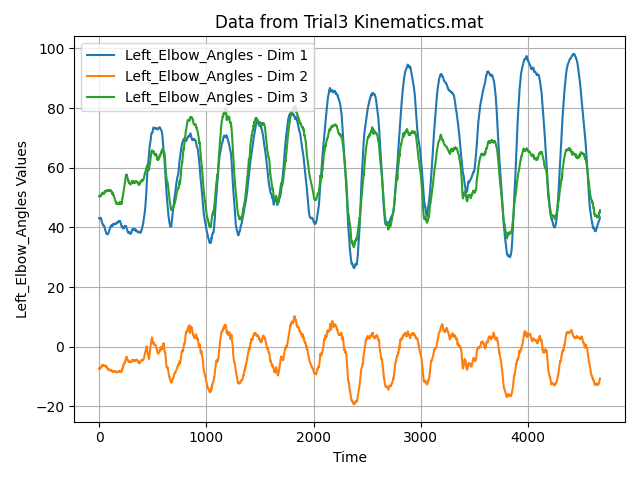 Data from Trial3 Kinematics.mat
Left_Elbow_Angles - Dim 1
Left_Elbow_Angles - Dim 2
Left_Elbow_Angles - Dim 3
Left_Elbow_Angles Values
100
80
60
40
20
0
−20
0 1000 2000 3000 4000
Time